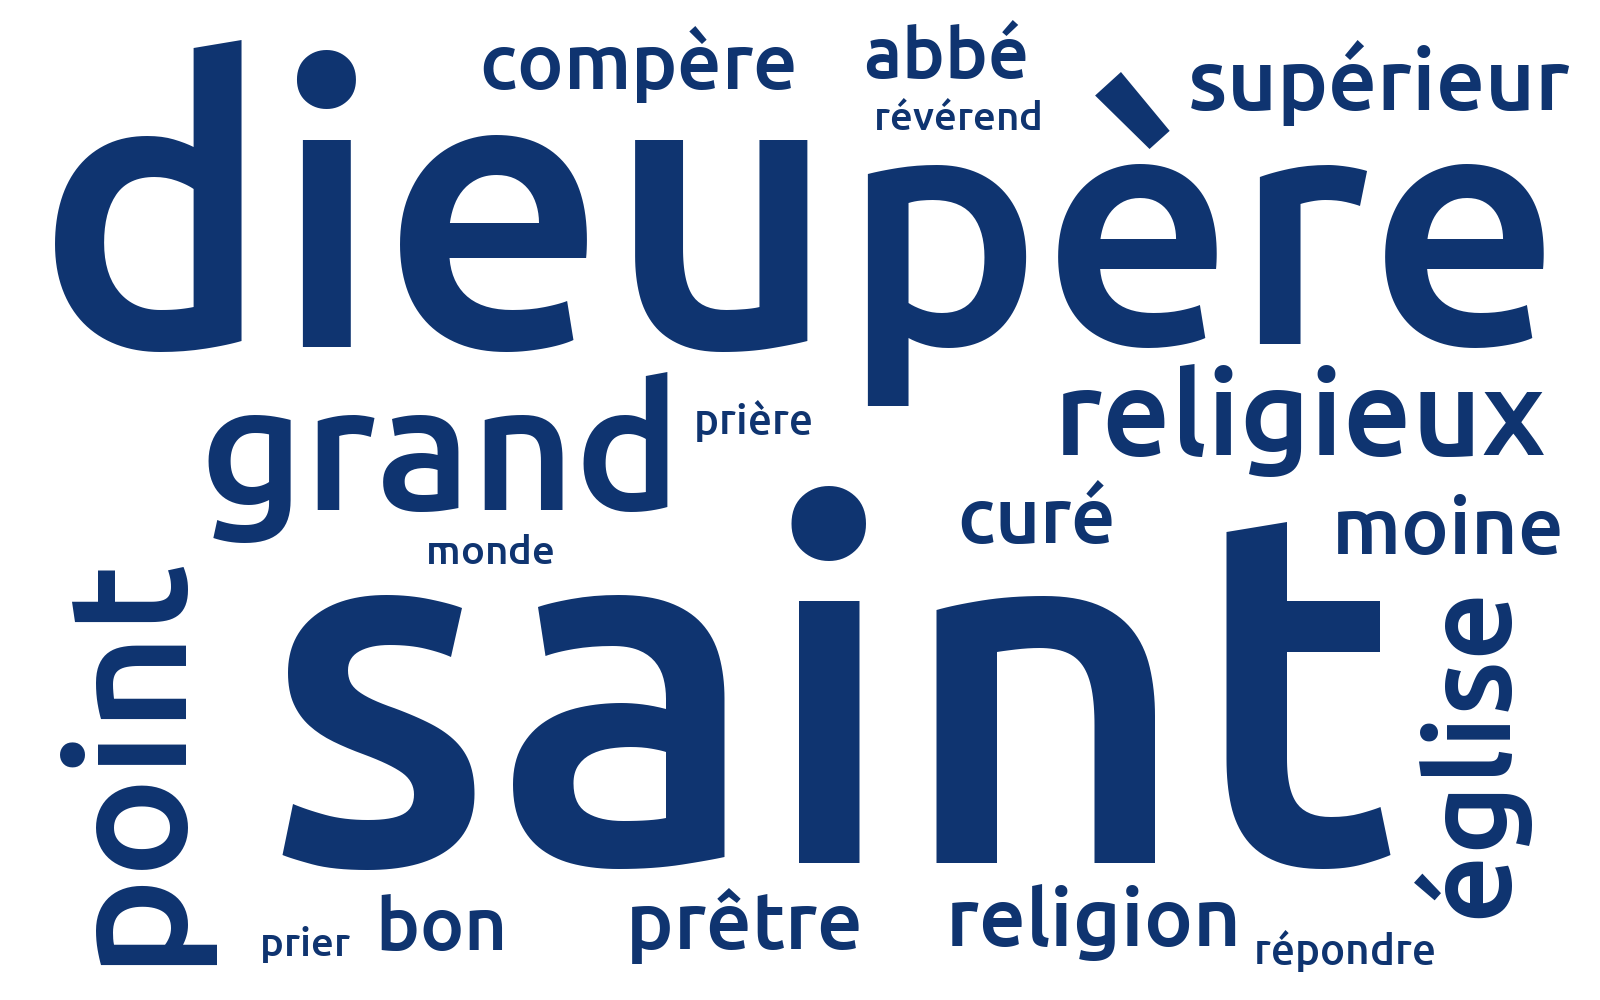 compère
abbé
supérieur
révérend
dieu
père
grand
prière
religieux
monde
curé
moine
point
saint
église
prier
bon
prêtre
religion
répondre